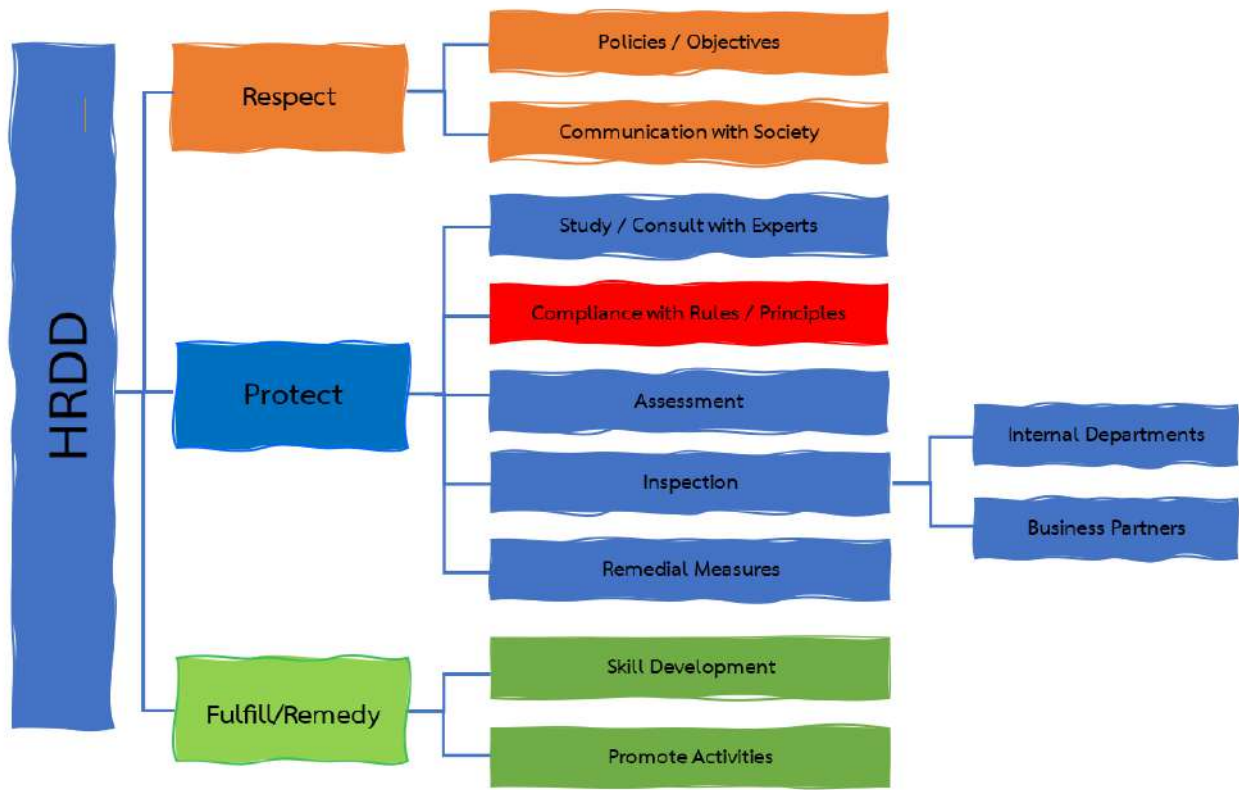 HRDD
Respect
Policies / Objectives
Communication with Society
Protect
Study / Consult with Experts
Compliance with Rules / Principles
Assessment
Inspection
Internal Departments
Business Partners
Remedial Measures
Fulfill/Remedy
Skill Development
Promote Activities